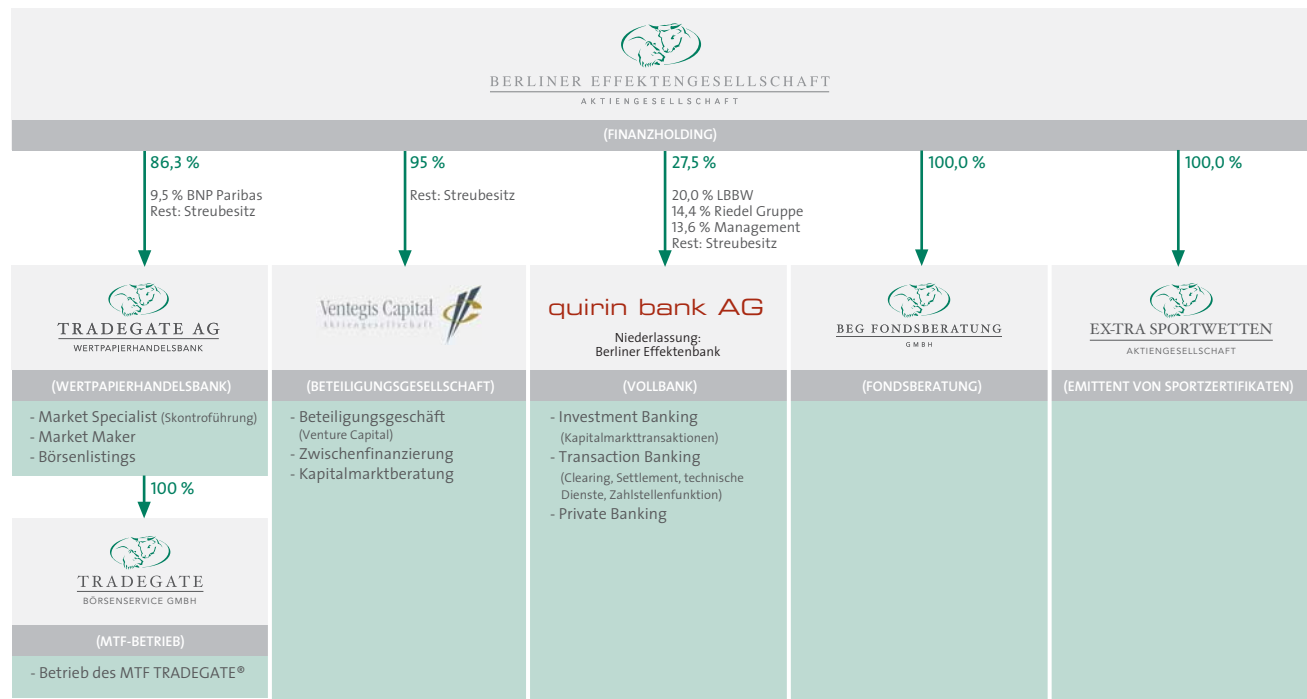 BERLINER EFFEKTENGESELLSCHAFT
AKTIENGESELLSCHAFT
(FINANZHOLDING)
86,3 %
9,5 % BNP Paribas
Rest: Streubesitz
95 %
Rest: Streubesitz
27,5 %
20,0 % LBBW
14,4 % Riedel Gruppe
13,6 % Management
Rest: Streubesitz
100,0 %
100,0 %
TRADEGATE AG
WERTPAPIERHANDELSBANK
(WERTPAPIERHANDELSBANK)
- Market Specialist (Skontroführung)
- Market Maker
- Börsenlistings
100 %
TRADEGATE
BÖRSENSERVICE GMBH
(MTF-BETRIEB)
- Betrieb des MTF TRADEGATE®
Ventegis Capital
Aktiengesellschaft
(BETEILIGUNGSGESELLSCHAFT)
- Beteiligungsgeschäft
(Venture Capital)
- Zwischenfinanzierung
- Kapitalmarktberatung
quirin bank AG
Niederlassung:
Berliner Effektenbank
(VOLLBANK)
- Investment Banking
(Kapitalmarkttransaktionen)
- Transaction Banking
(Clearing, Settlement, technische
Dienste, Zahlstellenfunktion)
- Private Banking
BEG FONDSBERATUNG
GMBH
(FONDSBERATUNG)
EX-TRA SPORTWETTEN
AKTIENGESELLSCHAFT
(EMITTENT VON SPORTZERTIFIKATEN)